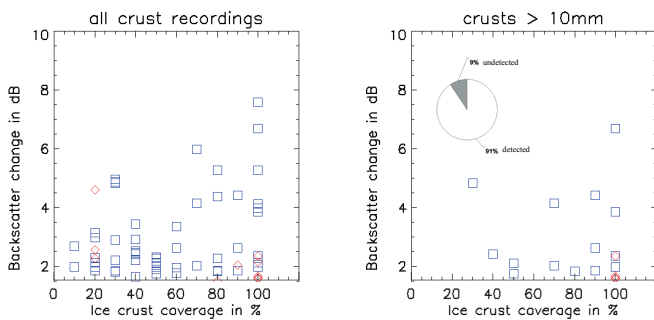 all crust recordings
10
8
6
4
2
0 20 40 60 80 100
Backscatter change in dB
Ice crust coverage in %
crusts > 10mm
10
8
6
4
2
0 20 40 60 80 100
Backscatter change in dB
Ice crust coverage in %
9% undetected
91% detected